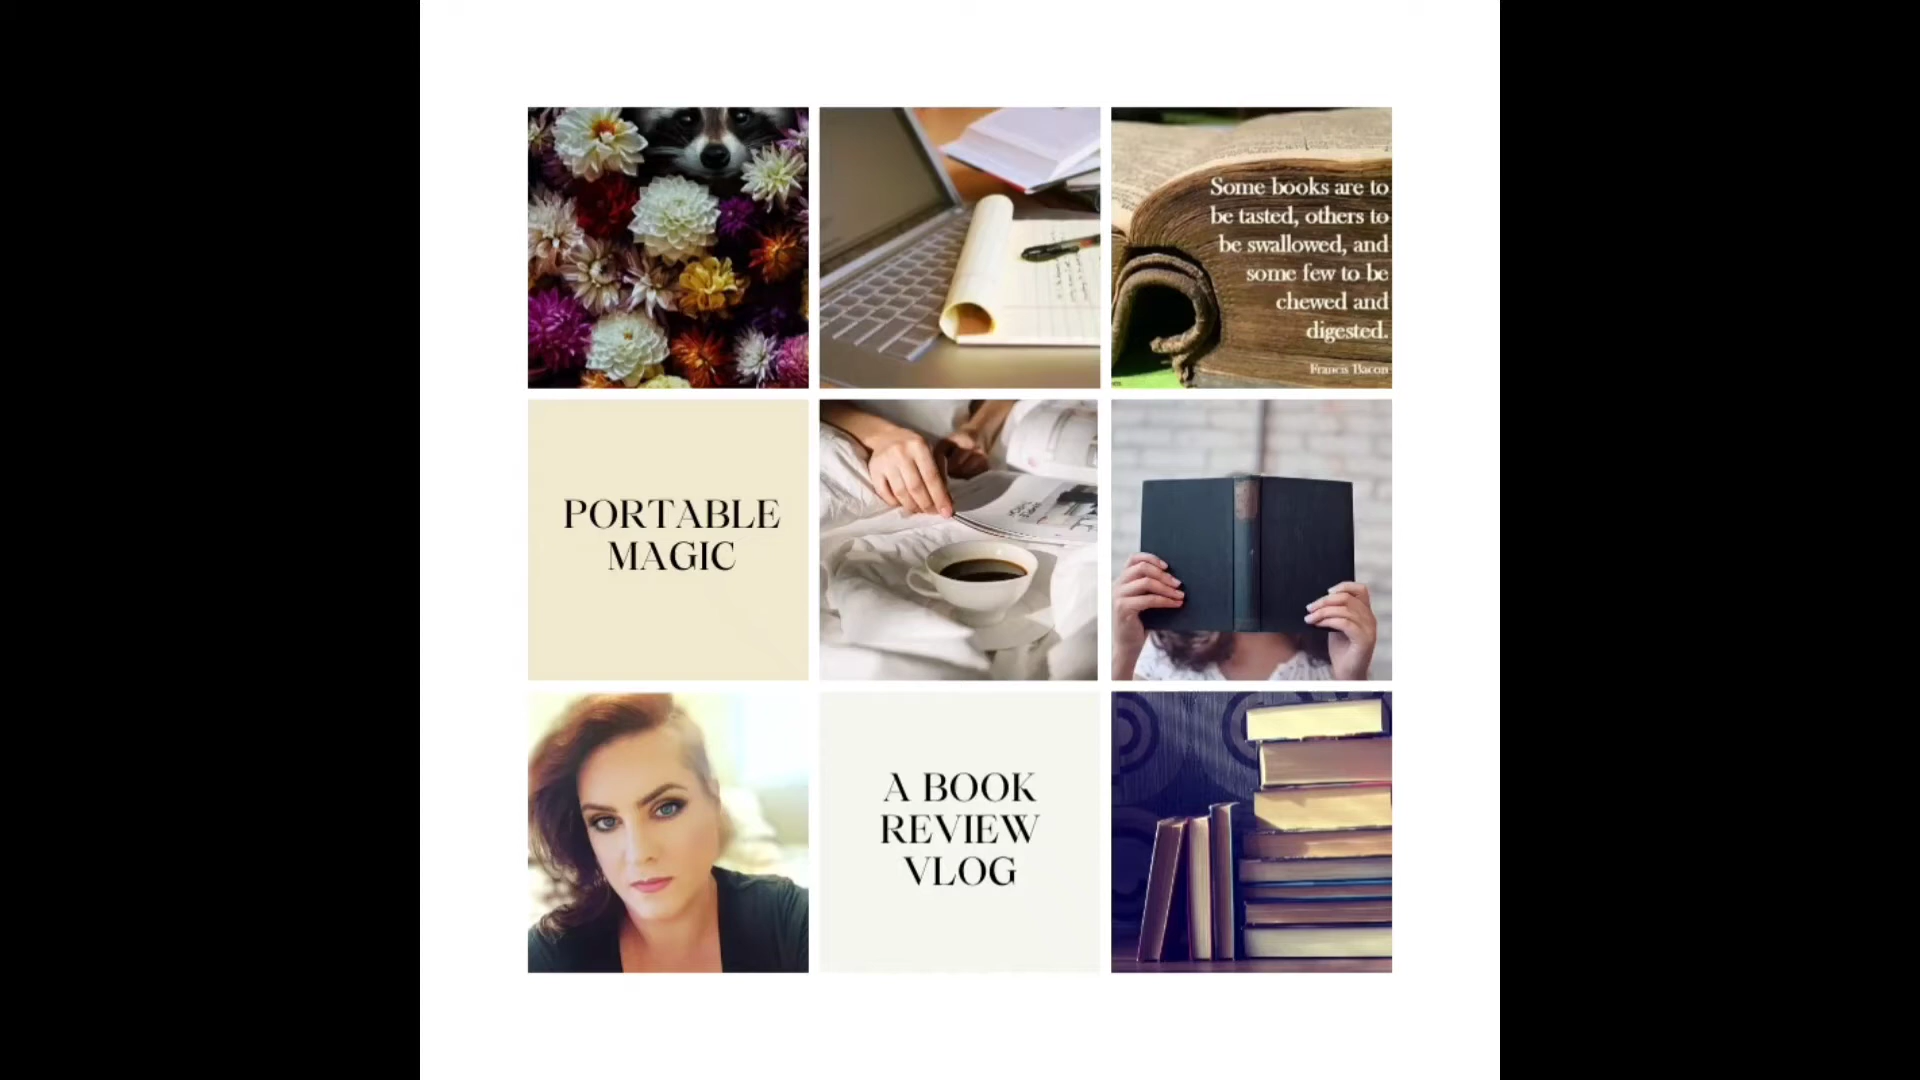 Some books are to
be tasted, others to
be swallowed, and
some few to be
chewed and
digested.
Francis Bacon
PORTABLE
MAGIC
A BOOK
REVIEW
VLOG